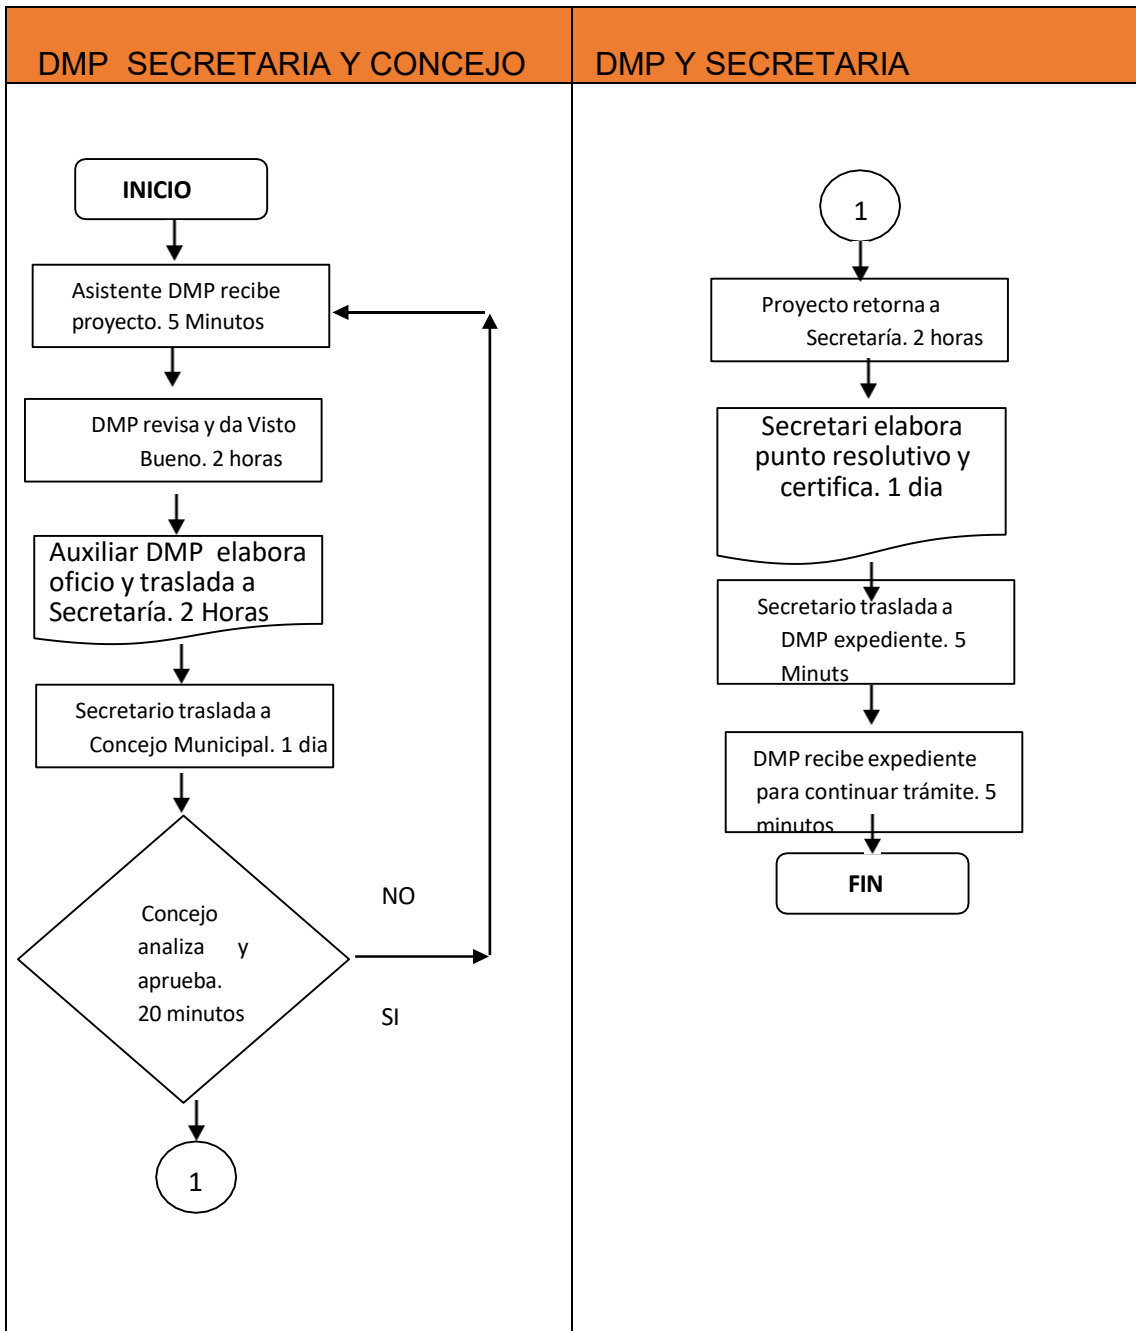 DMP SECRETARIA Y CONCEJO
DMP Y SECRETARIA
INICIO
Asistente DMP recibe
proyecto. 5 Minutos
DMP revisa y da Visto
Bueno. 2 horas
Auxiliar DMP elabora
oficio y traslada a
Secretaría. 2 Horas
Secretario traslada a
Concejo Municipal. 1 dia
Concejo
analiza y
aprueba.
20 minutos
NO
SI
1
1
Proyecto retorna a
Secretaría. 2 horas
Secretari elabora
punto resolutivo y
certifica. 1 dia
Secretario traslada a
DMP expediente. 5
Minuts
DMP recibe expediente
para continuar trámite. 5
minutos
FIN